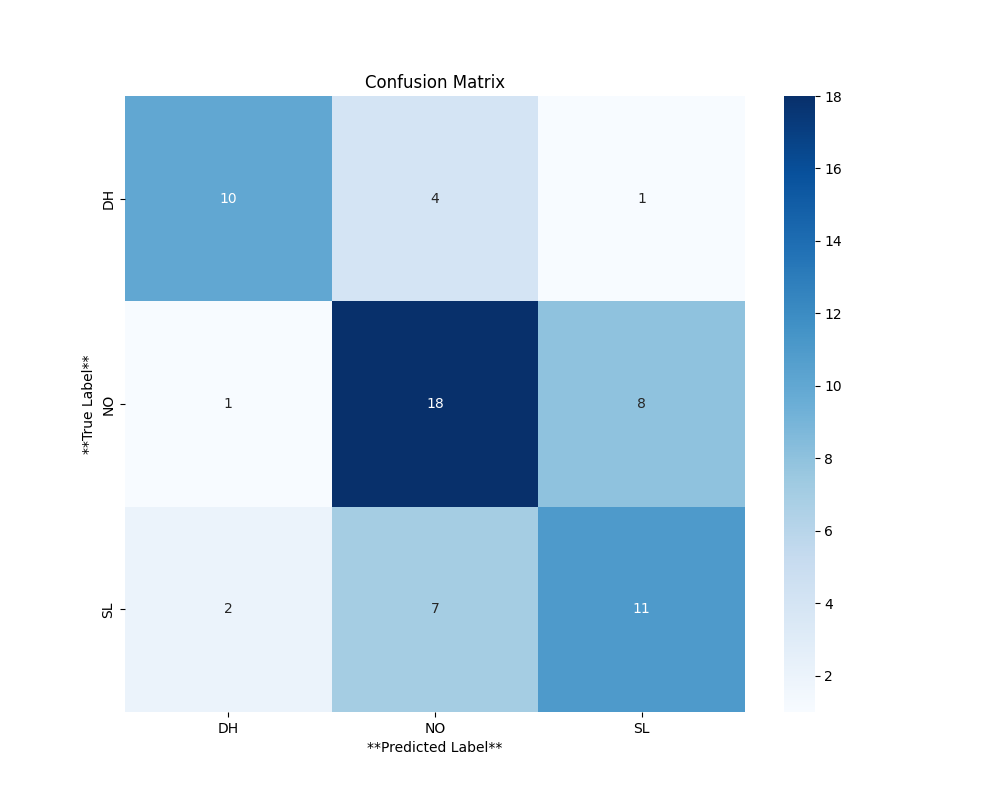 Confusion Matrix
**True Label**
DH
NO
SL
10 4 1
1 18 8
2 7 11
DH NO SL
**Predicted Label**
18
16
14
12
10
8
6
4
2